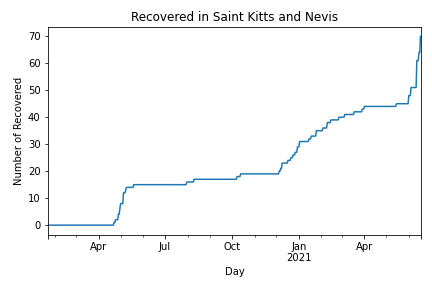 Recovered in Saint Kitts and Nevis
Number of Recovered
70
60
50
40
30
20
10
0
Apr Jul Oct Jan Apr
2021
Day